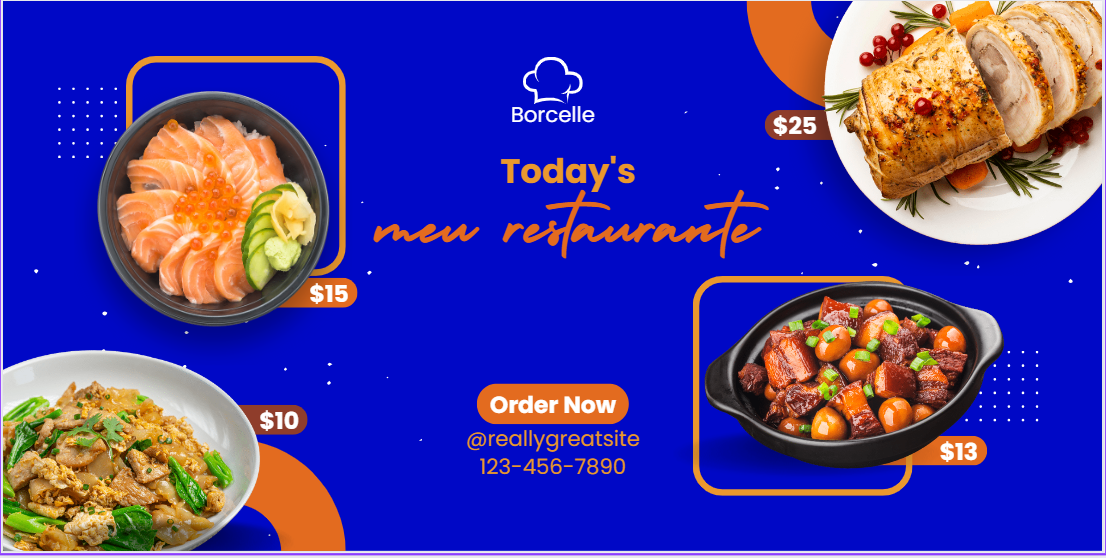 Borcelle
$25
Today's
meu restaurante
$15
$10
Order Now
@reallygreatsite
123-456-7890
$13